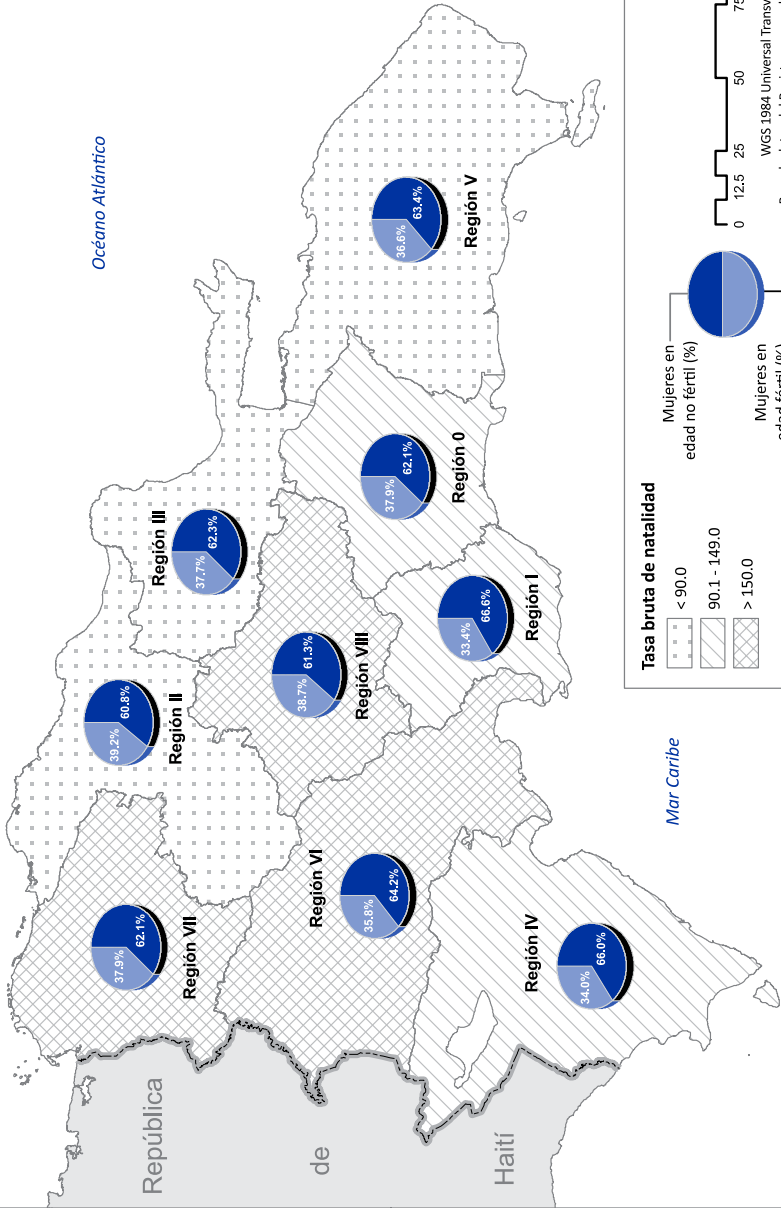 Océano Atlántico
República
de
Haití
Región VII
37.9%
62.1%
Región II
39.2%
60.8%
Región III
37.7%
62.3%
Región VI
35.8%
64.2%
Región VIII
38.7%
61.3%
Región V
36.6%
63.4%
Región 0
37.9%
62.1%
Región I
33.4%
66.6%
Región IV
34.0%
66.0%
Mar Caribe
Tasa bruta de natalidad
< 90.0
90.1 - 149.0
> 150.0
Mujeres en
edad no fértil (%)
Mujeres en
edad fértil (%)
0 12.5 25 50 75
WGS 1984 Universal Transv